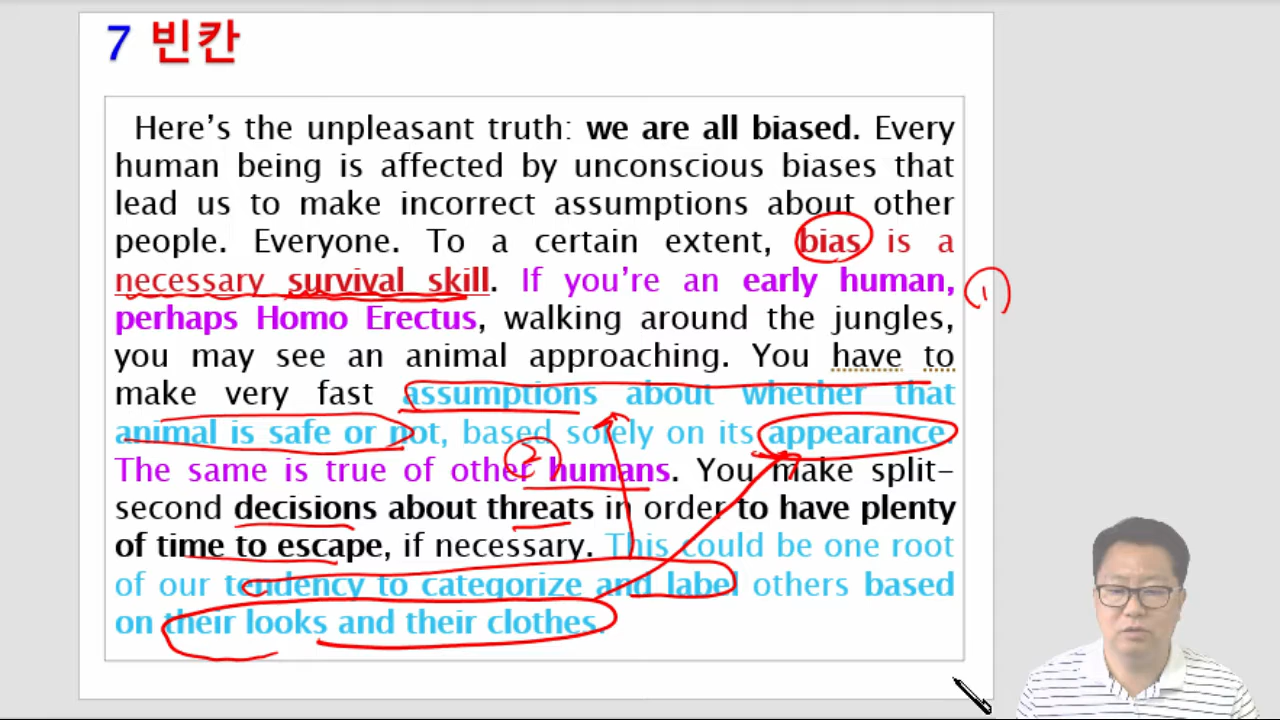 7 빈칸
Here's the unpleasant truth: we are all biased. Every
human being is affected by unconscious biases that
lead us to make incorrect assumptions about other
people. Everyone. To a certain extent, bias is a
necessary survival skill. If you're an early human,
①
perhaps Homo Erectus, walking around the jungles,
you may see an animal approaching. You have to
make very fast assumptions about whether that
animal is safe or not, based solely on its appearance.
②
The same is true of other humans. You make split-
second decisions about threats in order to have plenty
of time to escape, if necessary. This could be one root
of our tendency to categorize and label others based
on their looks and their clothes.